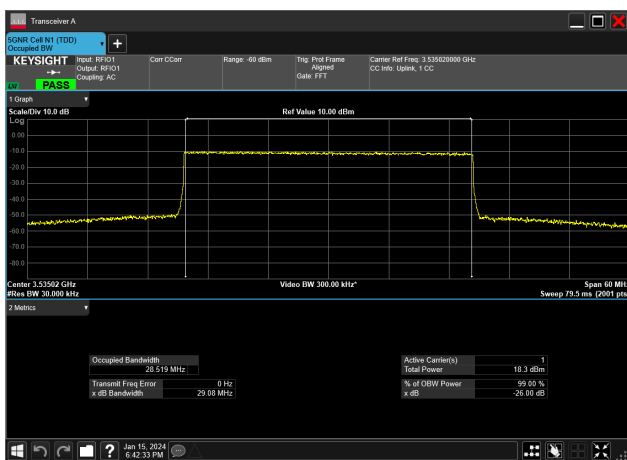 Transceiver A
5GNR Cell N1 (TDD)
Occupied BW
KEYSIGHT Input: RFIO1 Corr CCorr Range: -60 dBm Trig: Prot Frame Carrier Ref Freq: 3.535020000 GHz
Output: RFIO1 Aligned CC Info: Uplink, 1 CC
Coupling: AC Gate: FFT
PASS
1 Graph
Scale/Div 10.0 dB Ref Value 10.00 dBm
Log
0.00
-10.0
-20.0
-30.0
-40.0
-50.0
-60.0
-70.0
-80.0
Center 3.53502 GHz Video BW 300.00 kHz* Span 60 MHz
#Res BW 30.000 kHz Sweep 79.5 ms (2001 pts
2 Metrics
Occupied Bandwidth Active Carrier(s) 1
28.519 MHz Total Power 18.3 dBm
Transmit Freq Error 0 Hz % of OBW Power 99.00 %
x dB Bandwidth 29.08 MHz x dB -26.00 dB
? Jan 15, 2024
6:42:33 PM